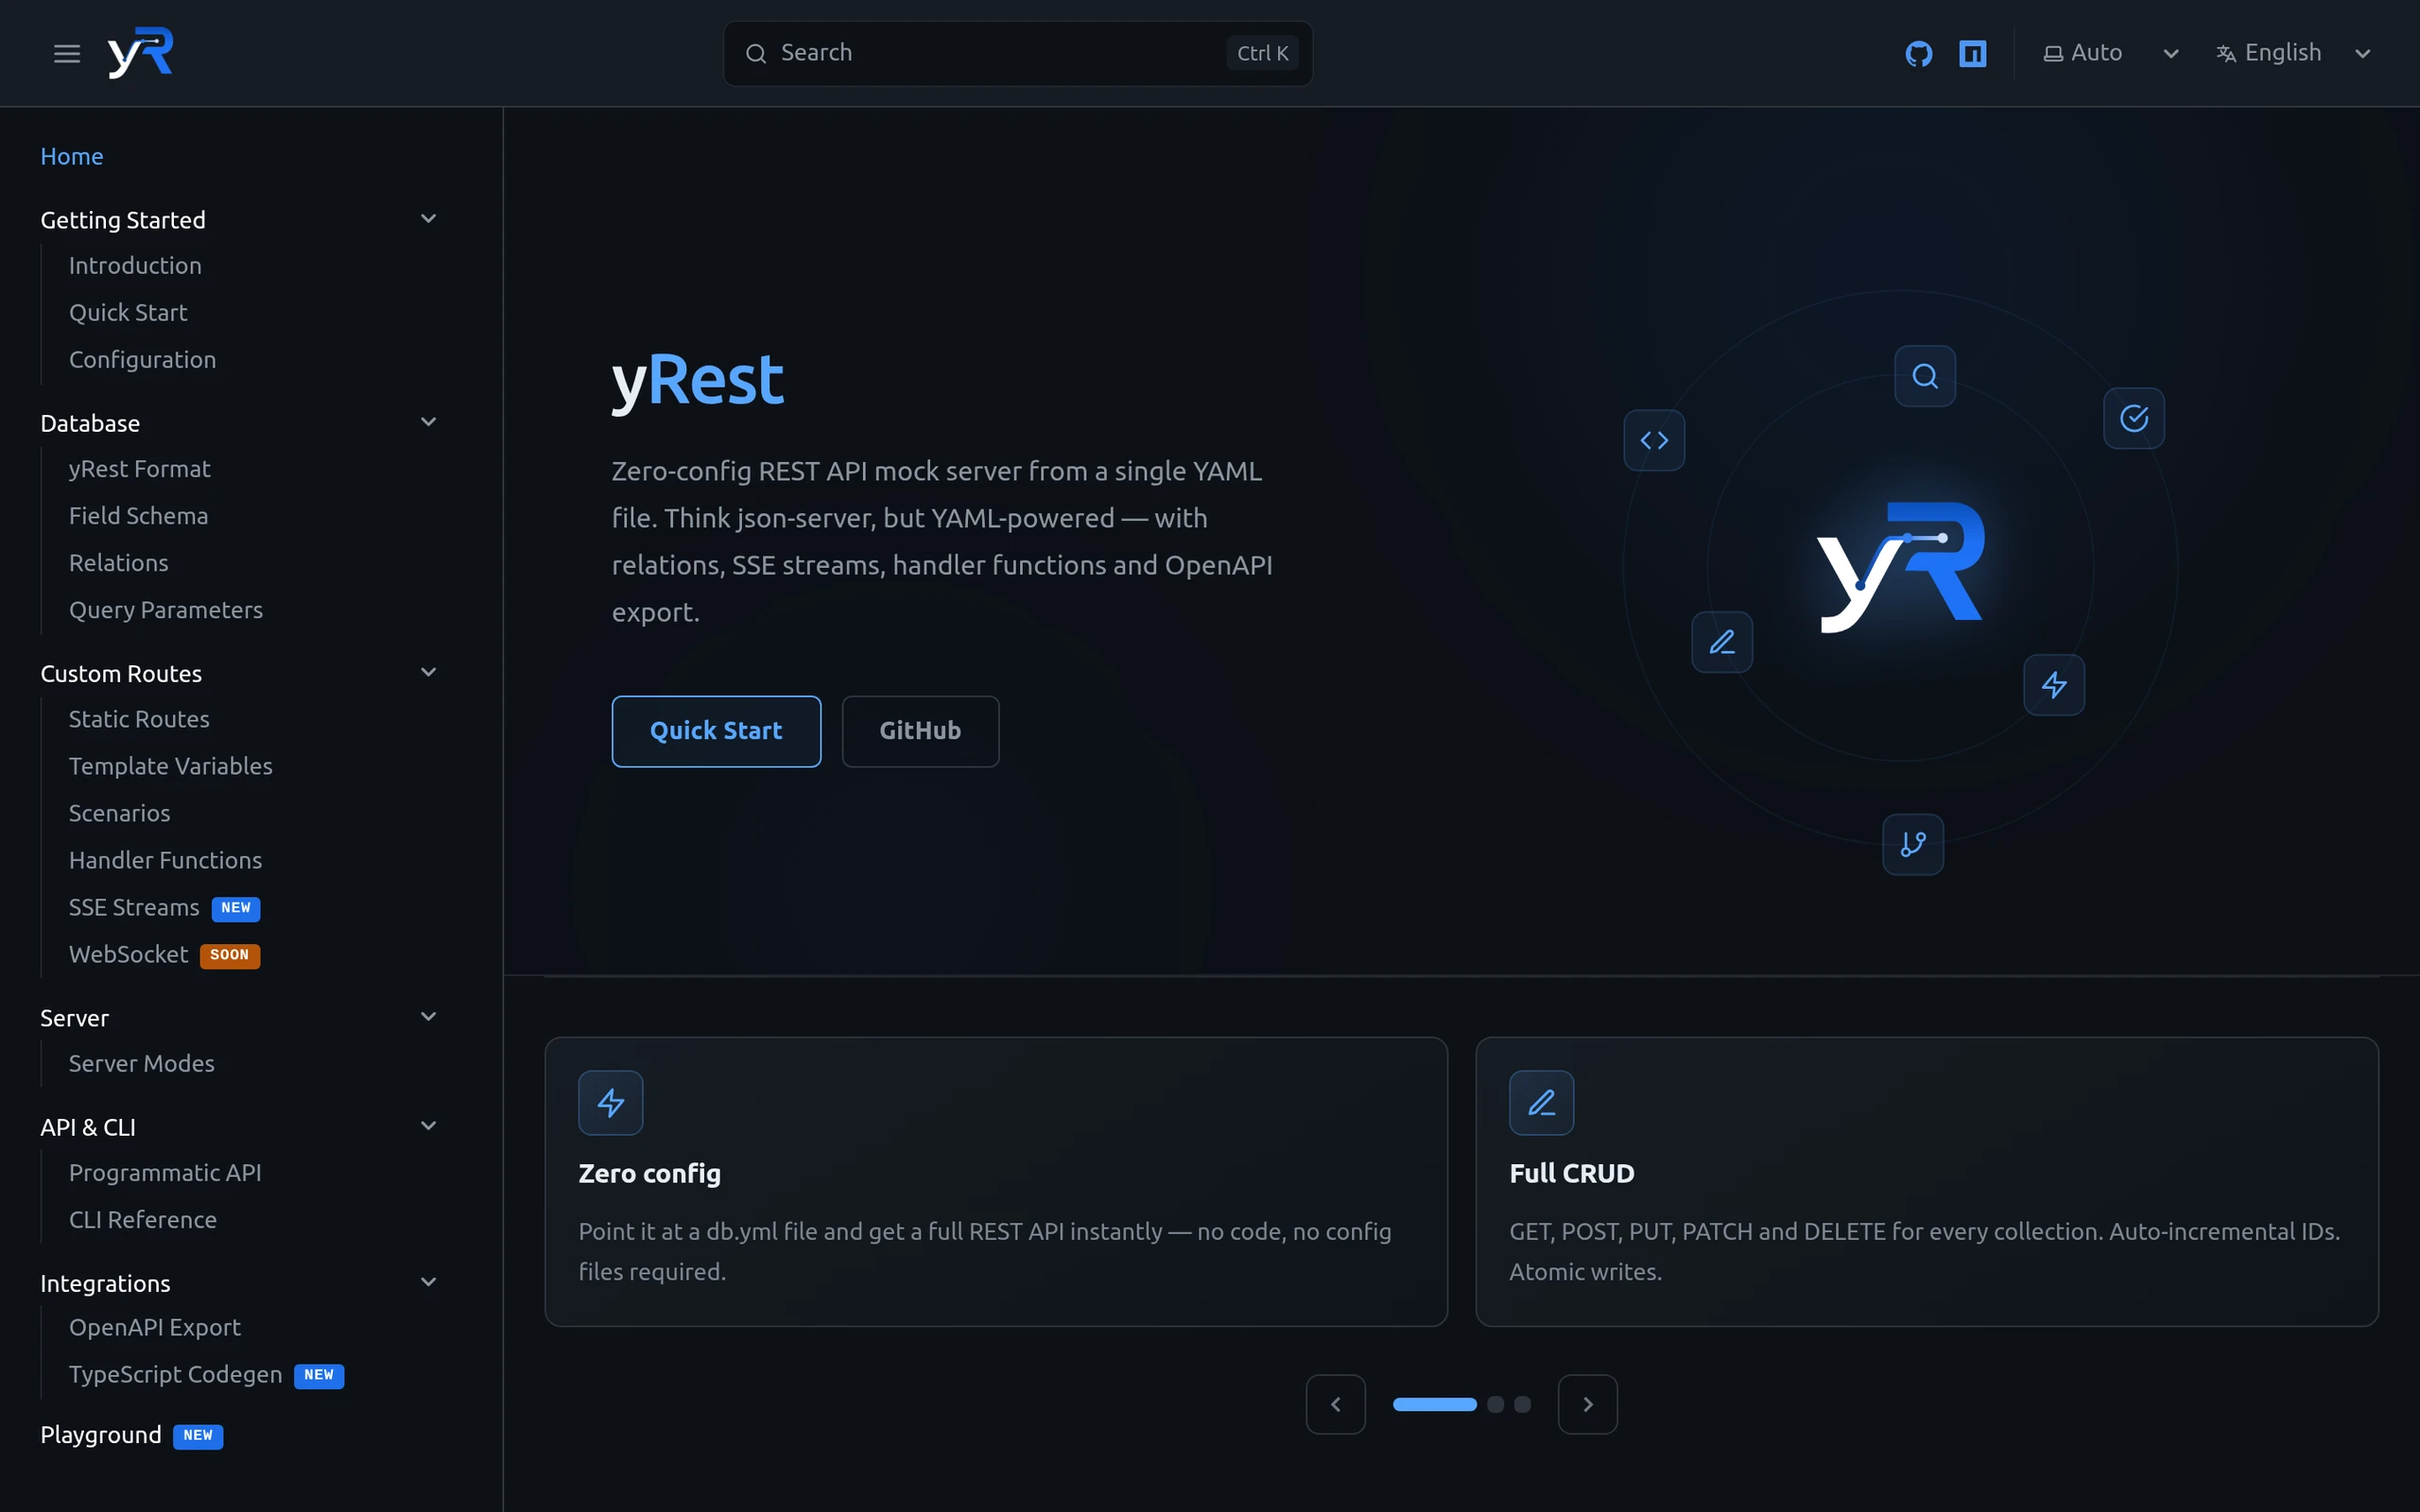 yR
Search
Ctrl K
Auto
English
Home
Getting Started
Introduction
Quick Start
Configuration
Database
yRest Format
Field Schema
Relations
Query Parameters
Custom Routes
Static Routes
Template Variables
Scenarios
Handler Functions
SSE Streams NEW
WebSocket SOON
Server
Server Modes
API & CLI
Programmatic API
CLI Reference
Integrations
OpenAPI Export
TypeScript Codegen NEW
Playground NEW
yRest
Zero-config REST API mock server from a single YAML
file. Think json-server, but YAML-powered — with
relations, SSE streams, handler functions and OpenAPI
export.
Quick Start
GitHub
yR
Zero config
Point it at a db.yml file and get a full REST API instantly — no code, no config
files required.
Full CRUD
GET, POST, PUT, PATCH and DELETE for every collection. Auto-incremental IDs.
Atomic writes.